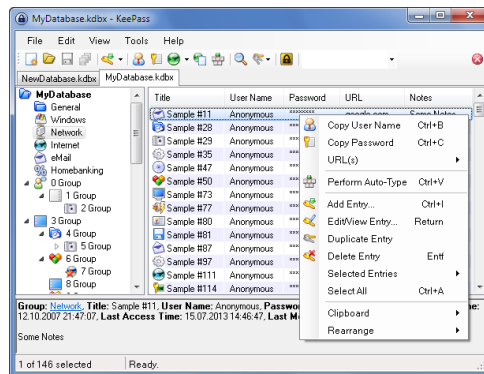 MyDatabase.kdbx - KeePass
File Edit View Tools Help
NewDatabase.kdbx MyDatabase.kdbx
MyDatabase
General
Windows
Network
Internet
eMail
Homebanking
0 Group
1 Group
2 Group
3 Group
4 Group
5 Group
6 Group
7 Group
8 Group
Title User Name Password URL Notes
Sample #11 Anonymous ******** google.com Some Notes
Sample #28 Anonymous ***
Sample #29 Anonymous ***
Sample #35 Anonymous ***
Sample #47 Anonymous ***
Sample #50 Anonymous ***
Sample #73 Anonymous ***
Sample #77 Anonymous ***
Sample #80 Anonymous ***
Sample #81 Anonymous ***
Sample #87 Anonymous ***
Sample #97 Anonymous ***
Sample #111 Anonymous ***
Sample #114 Anonymous ***
Copy User Name Ctrl+B
Copy Password Ctrl+C
URL(s)
Perform Auto-Type Ctrl+V
Add Entry... Ctrl+I
Edit/View Entry... Return
Duplicate Entry
Delete Entry Entf
Selected Entries
Select All Ctrl+A
Clipboard
Rearrange
Group: Network, Title: Sample #11, User Name: Anonymous, Passwo ne:
12.10.2007 21:47:07, Last Access Time: 15.07.2013 14:46:47, Last M
Some Notes
1 of 146 selected Ready.